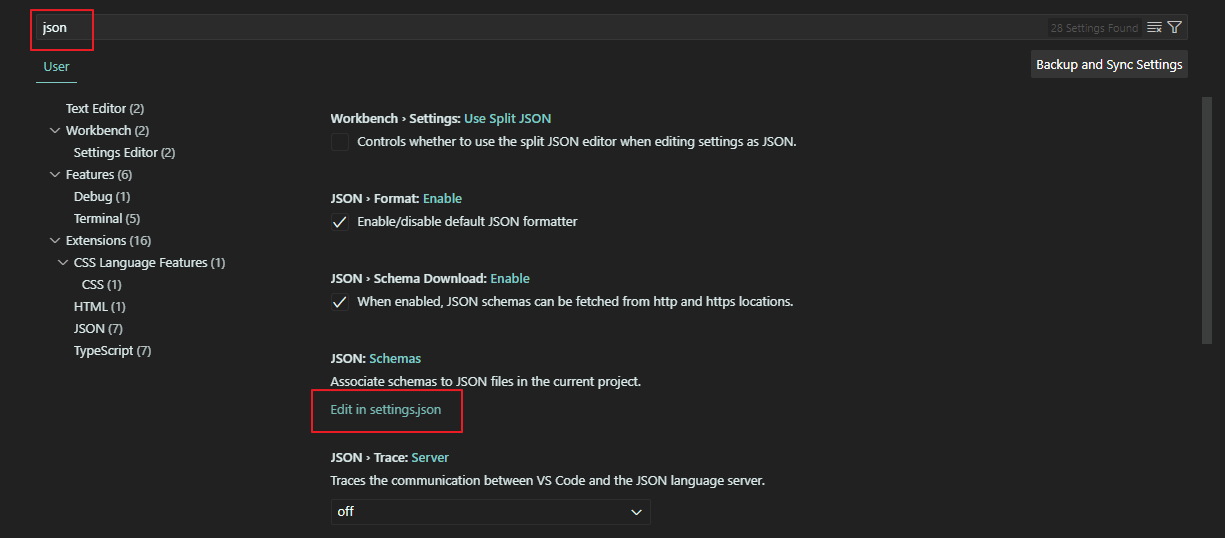 json
28 Settings Found
User
Backup and Sync Settings
Text Editor (2)
Workbench (2)
Settings Editor (2)
Features (6)
Debug (1)
Terminal (5)
Extensions (16)
CSS Language Features (1)
CSS (1)
HTML (1)
JSON (7)
TypeScript (7)
Workbench › Settings: Use Split JSON
Controls whether to use the split JSON editor when editing settings as JSON.
JSON › Format: Enable
Enable/disable default JSON formatter
JSON › Schema Download: Enable
When enabled, JSON schemas can be fetched from http and https locations.
JSON: Schemas
Associate schemas to JSON files in the current project.
Edit in settings.json
JSON › Trace: Server
Traces the communication between VS Code and the JSON language server.
off